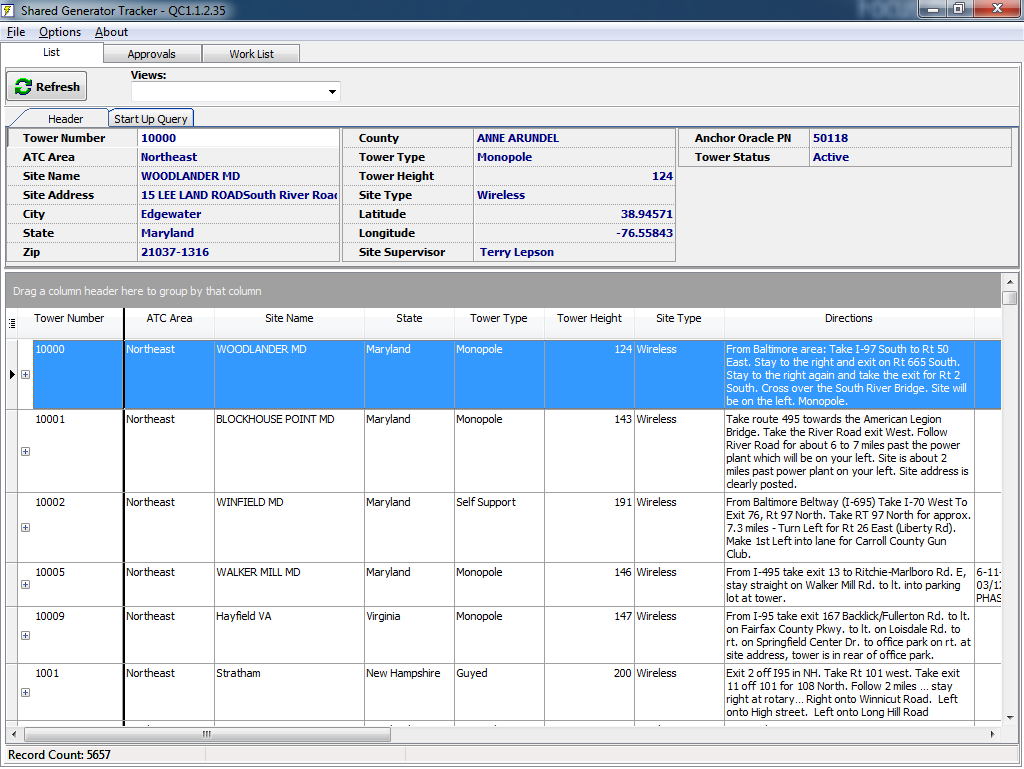 Shared Generator Tracker - QC1.1.2.35
File Options About
List Approvals Work List
Refresh Views:
Header Start Up Query
Tower Number 10000 County ANNE ARUNDEL Anchor Oracle PN 50118
ATC Area Northeast Tower Type Monopole Tower Status Active
Site Name WOODLANDER MD Tower Height 124
Site Address 15 LEE LAND ROADSouth River Road Site Type Wireless
City Edgewater Latitude 38.94571
State Maryland Longitude -76.55843
Zip 21037-1316 Site Supervisor Terry Lepson
Drag a column header here to group by that column
Tower Number ATC Area Site Name State Tower Type Tower Height Site Type Directions
10000 Northeast WOODLANDER MD Maryland Monopole 124 Wireless From Baltimore area: Take I-97 South to Rt 50
East. Stay to the right and exit on Rt 665 South.
Stay to the right again and take the exit for Rt 2
South. Cross over the South River Bridge. Site will
be on the left. Monopole.
10001 Northeast BLOCKHOUSE POINT MD Maryland Monopole 143 Wireless Take route 495 towards the American Legion
Bridge. Take the River Road exit West. Follow
River Road for about 6 to 7 miles past the power
plant which will be on your left. Site is about 2
miles past power plant on your left. Site address is
clearly posted.
10002 Northeast WINFIELD MD Maryland Self Support 191 Wireless From Baltimore Beltway (I-695) Take I-70 West To
Exit 76, Rt 97 North. Take RT 97 North for approx.
7.3 miles - Turn Left for Rt 26 East (Liberty Rd).
Make 1st Left into lane for Carroll County Gun
Club.
10005 Northeast WALKER MILL MD Maryland Monopole 146 Wireless From I-495 take exit 13 to Ritchie-Marlboro Rd. E, 6-11-
stay straight on Walker Mill Rd. to lt. into parking 03/12
lot at tower. PHAS
10009 Northeast Hayfield VA Virginia Monopole 147 Wireless From I-95 take exit 167 Backlick/Fullerton Rd. to lt.
on Fairfax County Pkwy. to lt. on Loisdale Rd. to
rt. on Springfield Center Dr. to office park on rt. at
site address, tower is in rear of office park.
1001 Northeast Stratham New Hampshire Guyed 200 Wireless Exit 2 off I95 in NH. Take Rt 101 west. Take exit
11 off 101 for 108 North. Follow 2 miles ... stay
right at rotary... Right onto Winnicut Road. Left
onto High street. Left onto Long Hill Road
Record Count: 5657